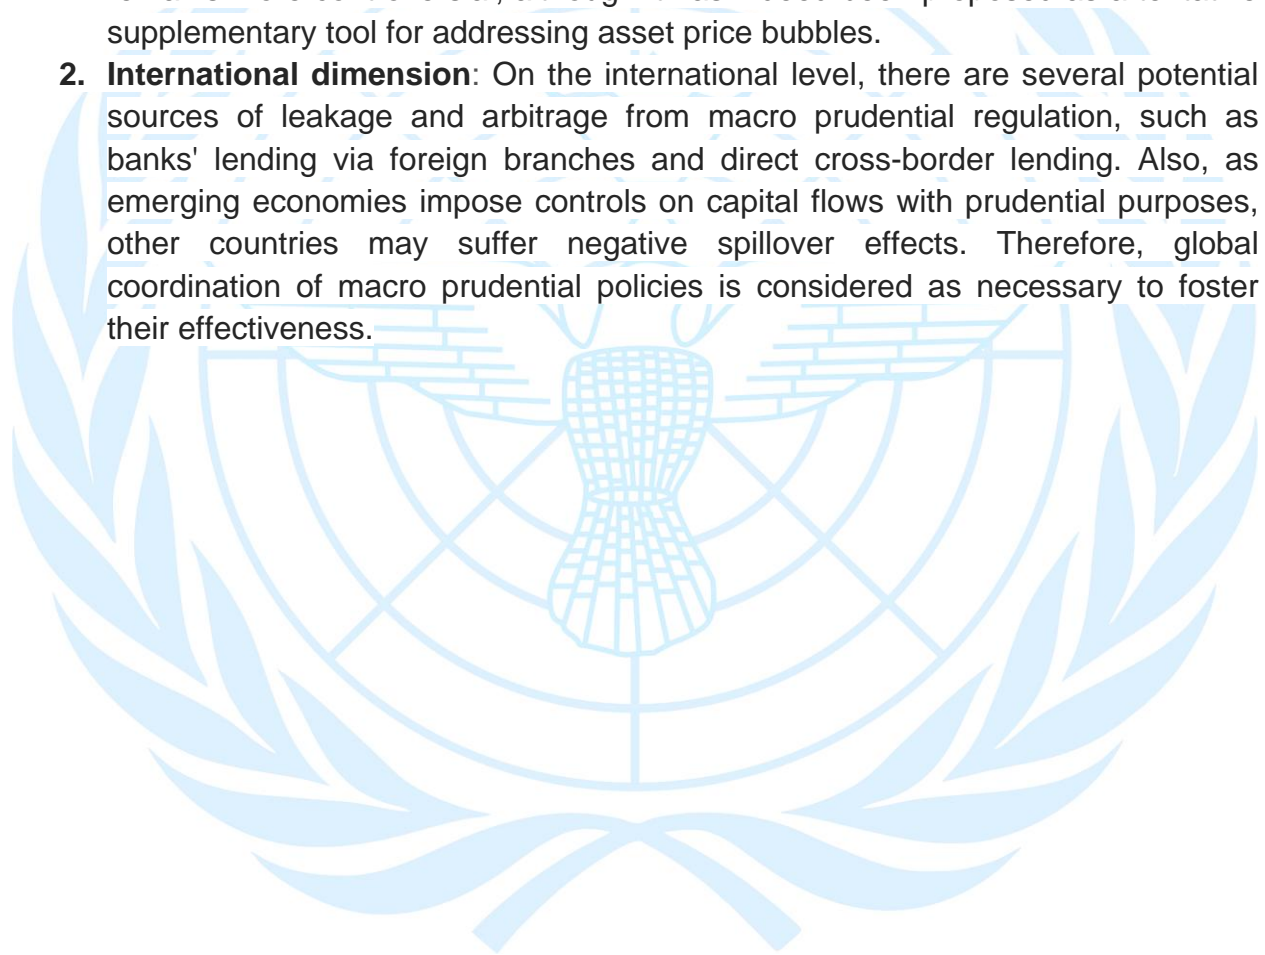 supplementary tool for addressing asset price bubbles.
2. International dimension: On the international level, there are several potential
sources of leakage and arbitrage from macro prudential regulation, such as
banks' lending via foreign branches and direct cross-border lending. Also, as
emerging economies impose controls on capital flows with prudential purposes,
other countries may suffer negative spillover effects. Therefore, global
coordination of macro prudential policies is considered as necessary to foster
their effectiveness.